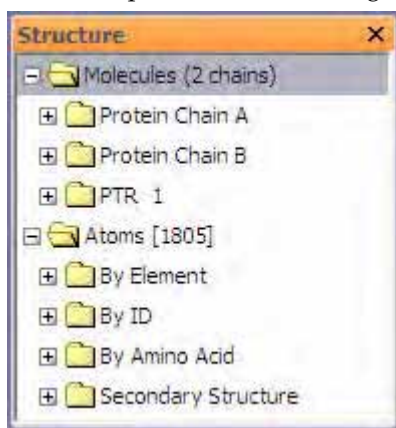 Structure
Molecules (2 chains)
Protein Chain A
Protein Chain B
PTR 1
Atoms [1805]
By Element
By ID
By Amino Acid
Secondary Structure